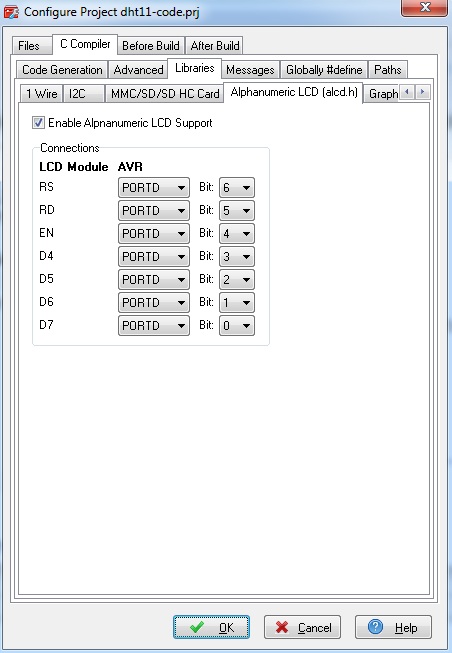 Configure Project dht11-code.prj
Files C Compiler Before Build After Build
Code Generation Advanced Libraries Messages Globally #define Paths
1 Wire I2C MMC/SD/SD HC Card Alphanumeric LCD (alcd.h) Graph
Enable Alpnanumeric LCD Support
Connections
LCD Module AVR
RS PORTD Bit: 6
RD PORTD Bit: 5
EN PORTD Bit: 4
D4 PORTD Bit: 3
D5 PORTD Bit: 2
D6 PORTD Bit: 1
D7 PORTD Bit: 0
OK Cancel Help